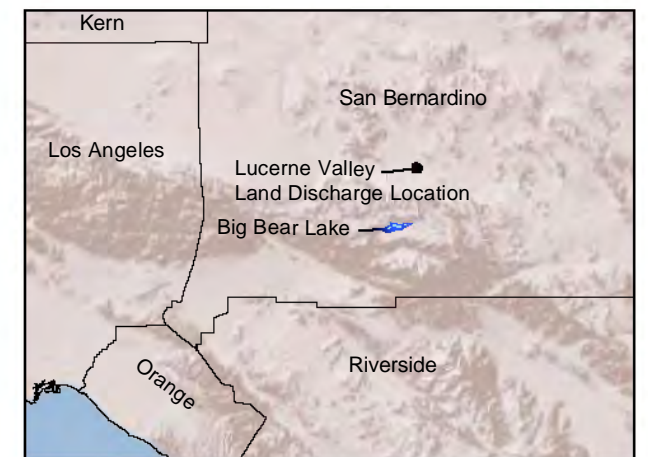 Kern
San Bernardino
Los Angeles
Lucerne Valley
Land Discharge Location
Big Bear Lake
Riverside
Orange